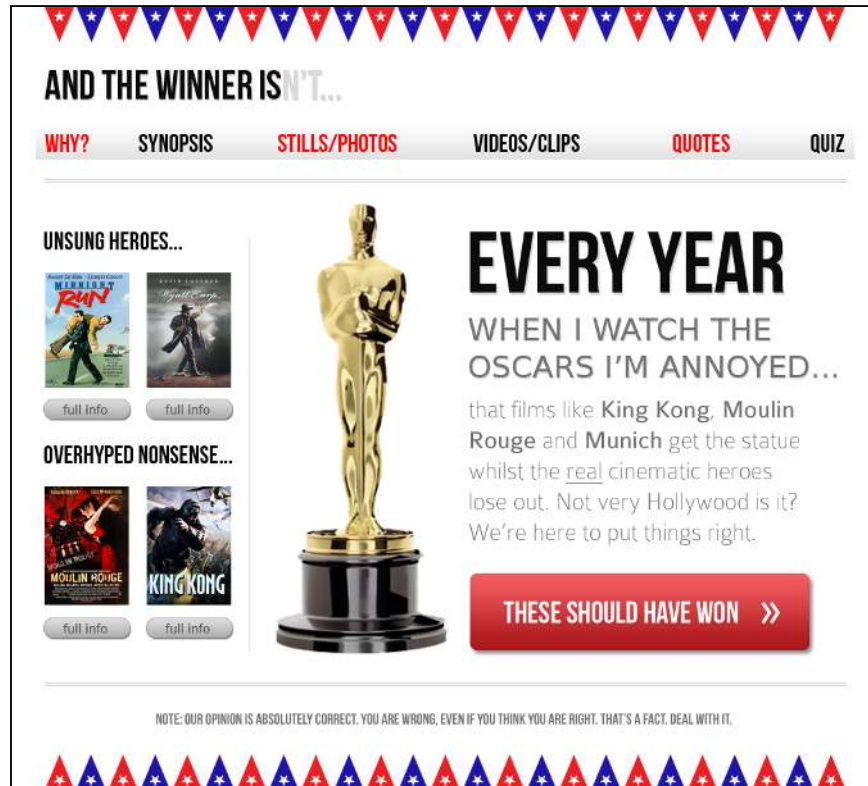 AND THE WINNER ISN'T...
WHY? SYNOPSIS STILLS/PHOTOS VIDEOS/CLIPS QUOTES QUIZ
UNSUNG HEROES...
MIDNIGHT
RUN
Wyatt Earp
full info full info
OVERHYPED NONSENSE...
MOULIN ROUGE
KING KONG
full info full info
EVERY YEAR
WHEN I WATCH THE
OSCARS I'M ANNOYED...
that films like King Kong, Moulin
Rouge and Munich get the statue
whilst the real cinematic heroes
lose out. Not very Hollywood is it?
We're here to put things right.
THESE SHOULD HAVE WON »
NOTE: OUR OPINION IS ABSOLUTELY CORRECT. YOU ARE WRONG, EVEN IF YOU THINK YOU ARE RIGHT. THAT'S A FACT. DEAL WITH IT.